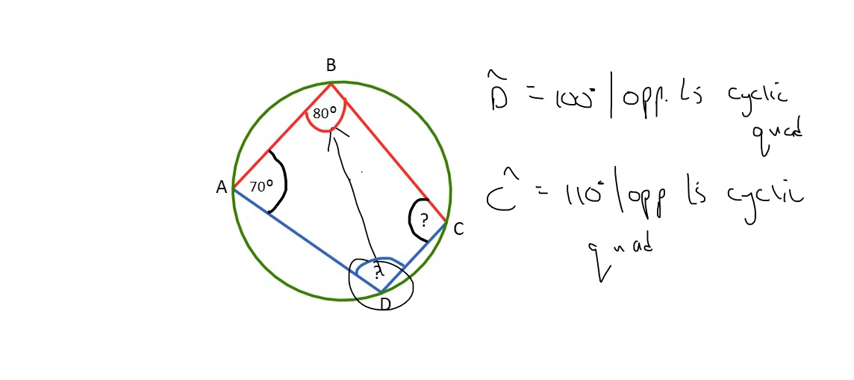 B
80°
A
70°
?
C
?
D
D̂ = 100° | opp. ∠s cyclic
quad
Ĉ = 110° | opp ∠s cyclic
quad